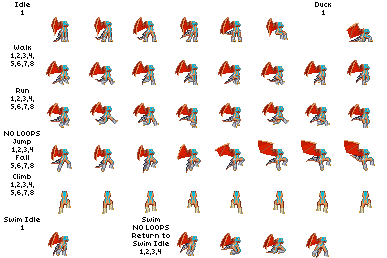 Idle
1
Duck
1
Walk
1,2,3,4,
5,6,7,8
Run
1,2,3,4,
5,6,7,8
NO LOOPS
Jump
1,2,3,4
Fall
5,6,7,8
Climb
1,2,3,4,
5,6,7,8
Swim Idle
1
Swim
NO LOOPS
Return to
Swim Idle
1,2,3,4